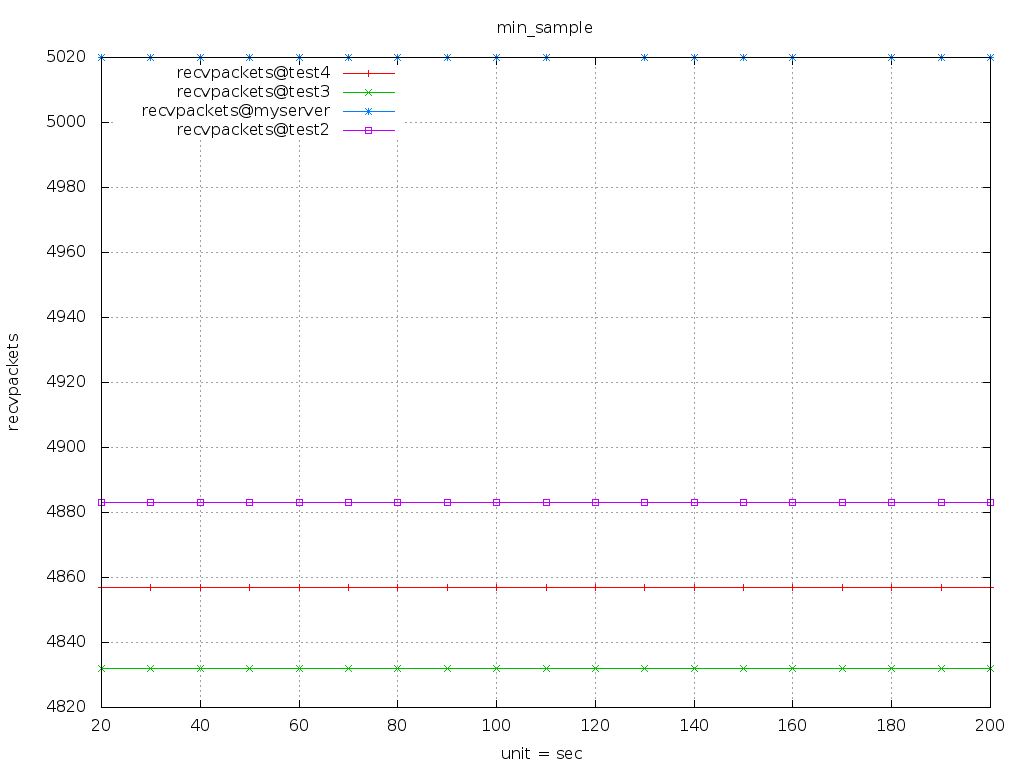 min_sample
5020
recvpackets@test4
recvpackets@test3
recvpackets@myserver
recvpackets@test2
5000
4980
4960
4940
4920
4900
4880
4860
4840
4820
recvpackets
20 40 60 80 100 120 140 160 180 200
unit = sec